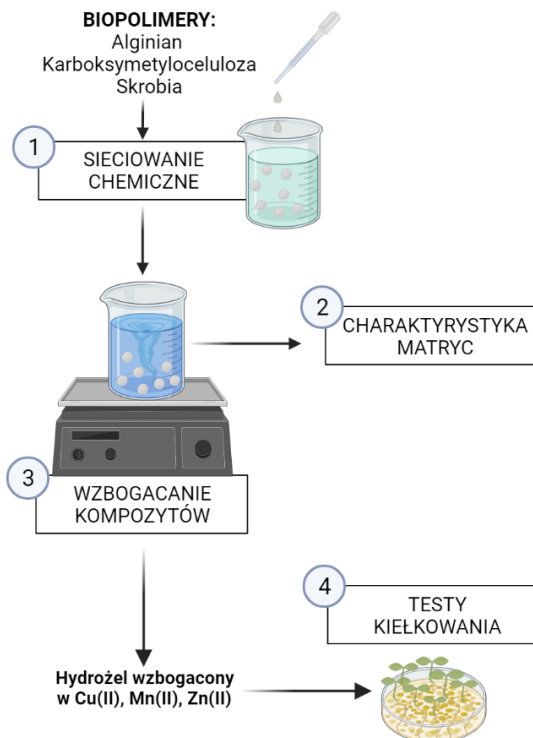 BIOPOLIMERY:
Alginian
Karboksymetyloceluloza
Skrobia
1
SIECIOWANIE
CHEMICZNE
2
CHARAKTYRYSTYKA
MATRYC
3
WZBOGACANIE
KOMPOZYTÓW
4
TESTY
KIEŁKOWANIA
Hydrożel wzbogacony
w Cu(II), Mn(II), Zn(II)